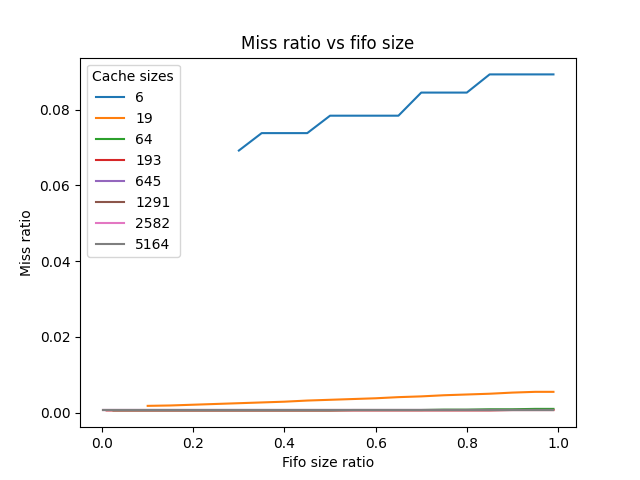 Miss ratio vs fifo size
Cache sizes
6
19
64
193
645
1291
2582
5164
Miss ratio
0.08
0.06
0.04
0.02
0.00
0.0 0.2 0.4 0.6 0.8 1.0
Fifo size ratio